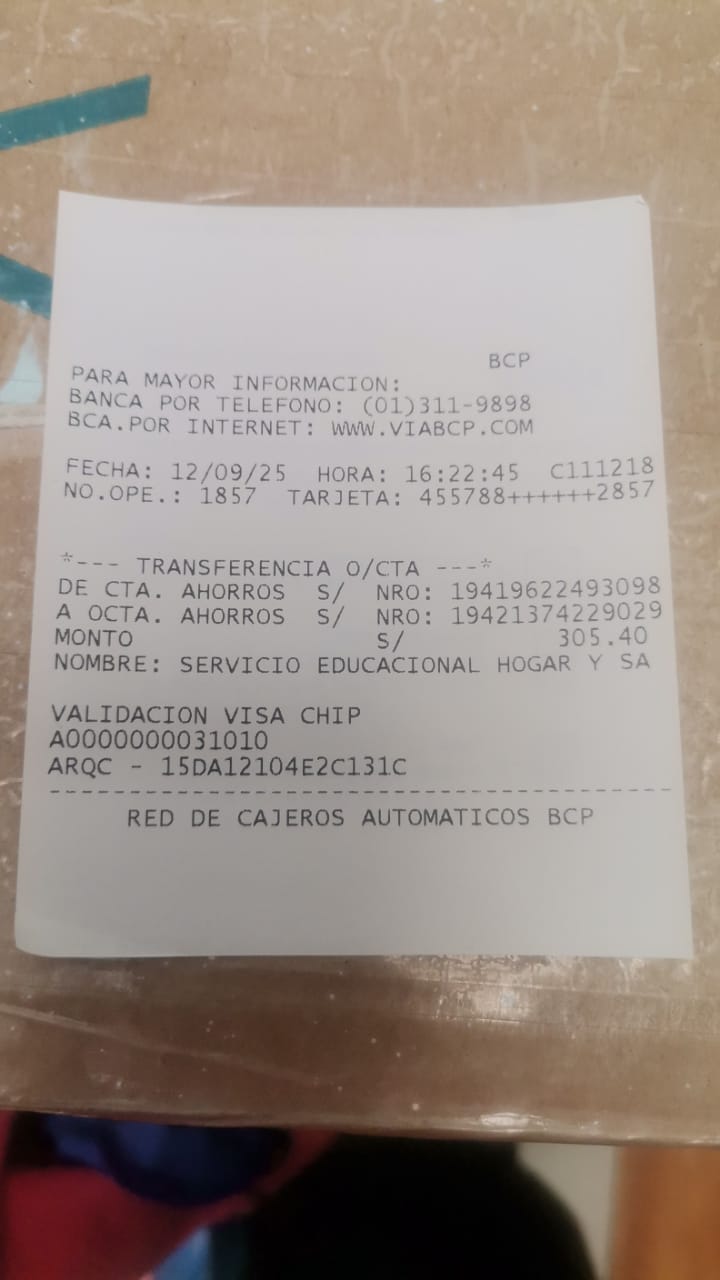 BCP
PARA MAYOR INFORMACION:
BANCA POR TELEFONO: (01)311-9898
BCA.POR INTERNET: WWW.VIABCP.COM
FECHA: 12/09/25 HORA: 16:22:45 C111218
NO.OPE.: 1857 TARJETA: 455788++++++2857
*--- TRANSFERENCIA O/CTA ---*
DE CTA. AHORROS S/ NRO: 19419622493098
A OCTA. AHORROS S/ NRO: 19421374229029
MONTO S/ 305.40
NOMBRE: SERVICIO EDUCACIONAL HOGAR Y SA
VALIDACION VISA CHIP
A0000000031010
ARQC - 15DA12104E2C131C
----------------------------------------
RED DE CAJEROS AUTOMATICOS BCP